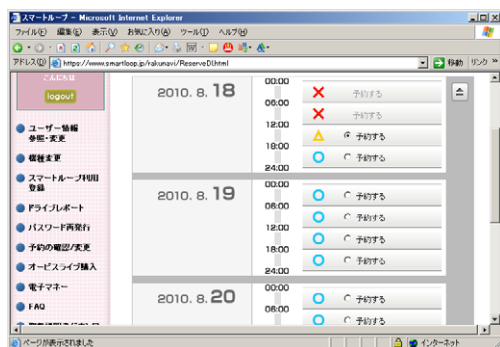 スマートループ - Microsoft Internet Explorer
ファイル(F) 編集(E) 表示(V) お気に入り(A) ツール(T) ヘルプ(H)
アドレス(D) https://www.smartloop.jp/rakunavi/ReserveDl.html 移動 リンク »
こんにちは
logout
ユーザー情報
参照・変更
機種変更
スマートループ利用
登録
ドライブレポート
パスワード再発行
予約の確認/変更
オービスライブ購入
電子マネー
FAQ
2010. 8. 18
00:00
予約する
06:00
予約する
12:00
予約する
18:00
予約する
24:00
2010. 8. 19
00:00
予約する
06:00
予約する
12:00
予約する
18:00
予約する
24:00
2010. 8. 20
00:00
予約する
06:00
予約する
ページが表示されました インターネット